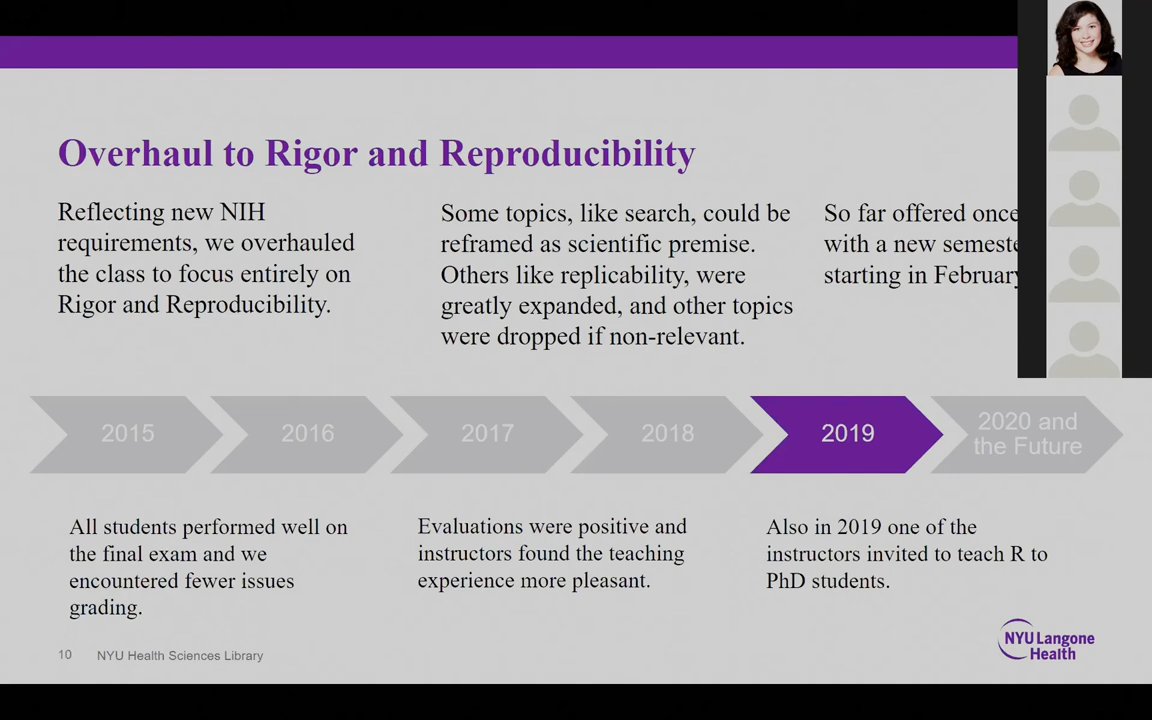 Overhaul to Rigor and Reproducibility
Reflecting new NIH
requirements, we overhauled
the class to focus entirely on
Rigor and Reproducibility.
Some topics, like search, could be
reframed as scientific premise.
Others like replicability, were
greatly expanded, and other topics
were dropped if non-relevant.
So far offered once
with a new
starting in February
2015
2016
2017
2018
2019
2020 and
the Future
All students performed well on
the final exam and we
encountered fewer issues
grading.
Evaluations were positive and
instructors found the teaching
experience more pleasant.
Also in 2019 one of the
instructors invited to teach R to
PhD students.
10 NYU Health Sciences Library
NYU Langone
Health